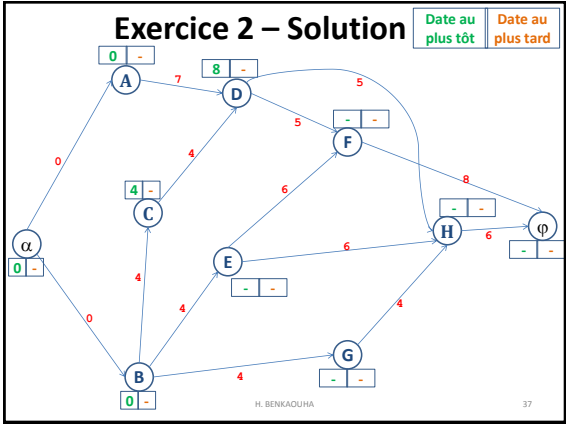 Exercice 2 – Solution
Date au plus tôt
Date au plus tard
0 -
A
7
8 -
D
5
5
- -
F
0
4
4 -
C
6
8
- -
H
6
φ
- -
α
0 -
E
- -
6
4
4
0
4
G
- -
4
B
0 -
H. BENKAOUHA
37